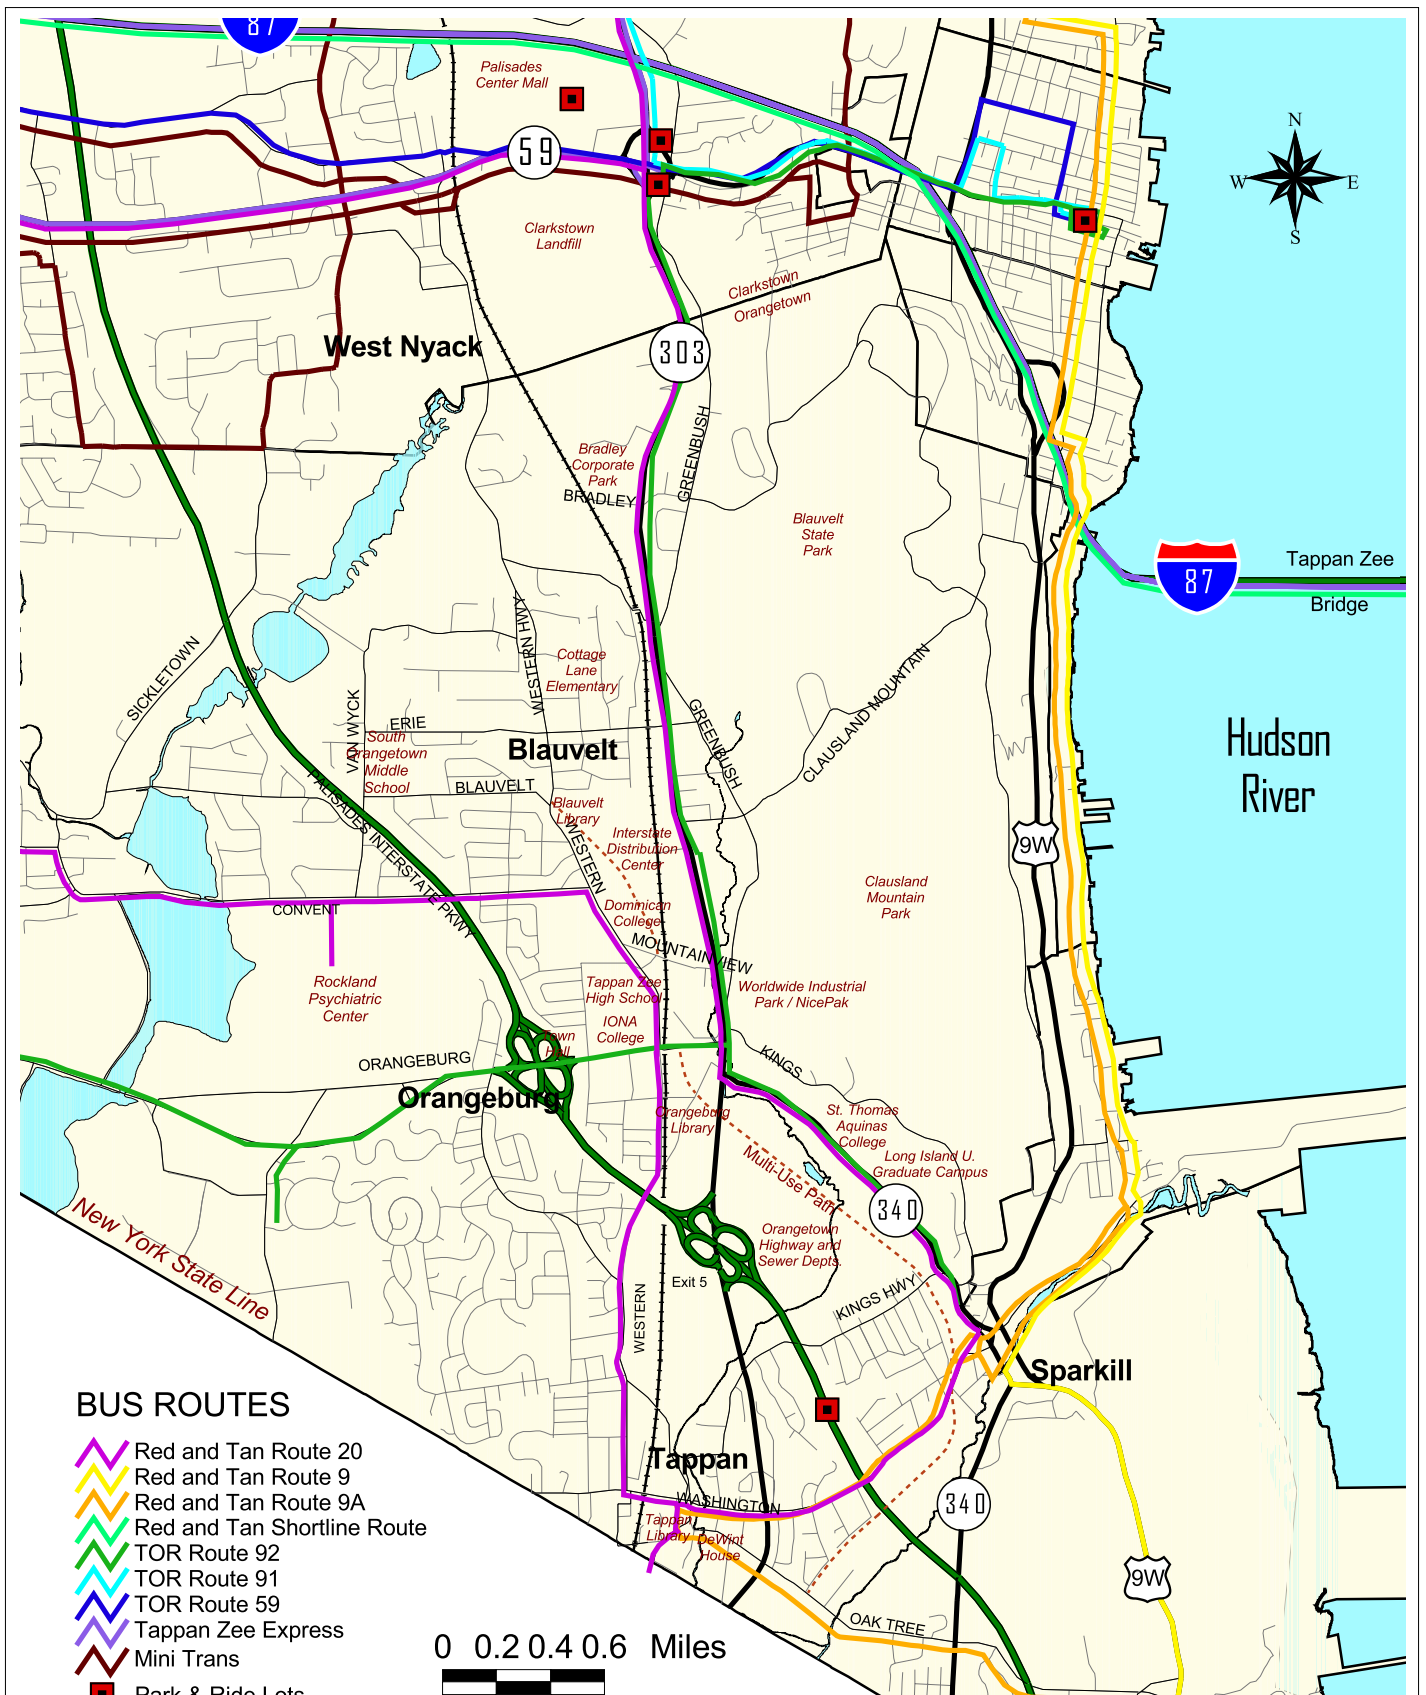 87
Palisades
Center Mall
59
N
W
E
S
Clarkstown
Landfill
Clarkstown
Orangetown
West Nyack
303
GREENBUSH
Bradley
Corporate
Park
BRADLEY
Blauvelt
State
Park
Tappan Zee
87
Bridge
WESTERN HWY
SICKLETOWN
Cottage
Lane
Elementary
CLAUSLAND MOUNTAIN
VAN WYCK
ERIE
GREENBUSH
Hudson
River
South
Orangetown
Middle
School
Blauvelt
BLAUVELT
PALISADES INTERSTATE PKWY
Blauvelt
Library
WESTERN
Interstate
Distribution
Center
9W
Clausland
Mountain
Park
CONVENT
Dominican
College
MOUNTAINVIEW
Rockland
Psychiatric
Center
Tappan Zee
High School
Worldwide Industrial
Park / NicePak
IONA
College
Town
Hall
ORANGEBURG
KINGS
Orangeburg
Orangeburg
Library
St. Thomas
Aquinas
College
Long Island U.
Graduate Campus
Multi-Use Path
340
New York State Line
Orangetown
Highway and
Sewer Depts.
Exit 5
KINGS HWY
WESTERN
Sparkill
Tappan
WASHINGTON
340
Tappan
Library
DeWint
House
9W
OAK TREE
BUS ROUTES
Red and Tan Route 20
Red and Tan Route 9
Red and Tan Route 9A
Red and Tan Shortline Route
TOR Route 92
TOR Route 91
TOR Route 59
Tappan Zee Express
Mini Trans
Park & Ride Lots
0 0.2 0.4 0.6 Miles